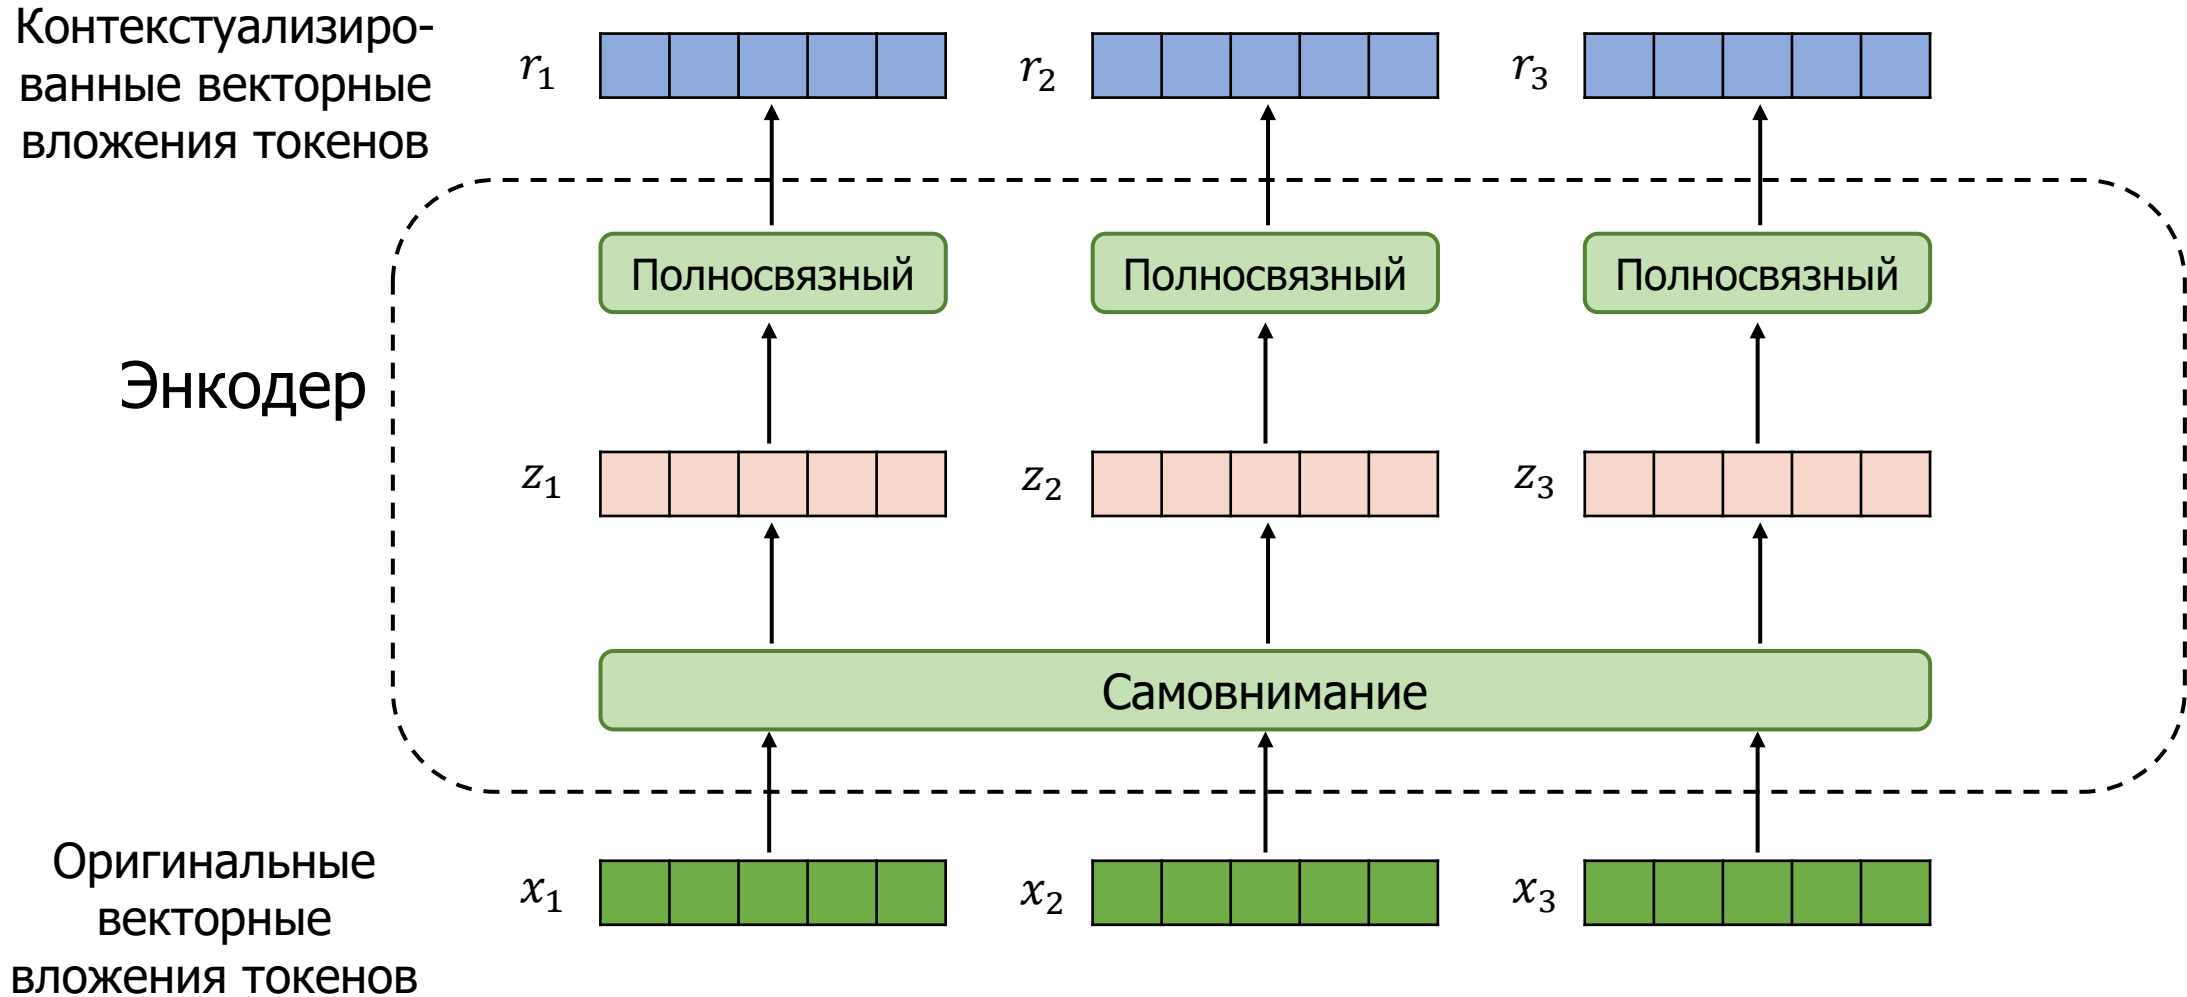 Контекстуализиро-
ванные векторные
вложения токенов
r₁ r₂ r₃
Полносвязный Полносвязный Полносвязный
Энкодер
z₁ z₂ z₃
Самовнимание
Оригинальные
векторные
вложения токенов
x₁ x₂ x₃